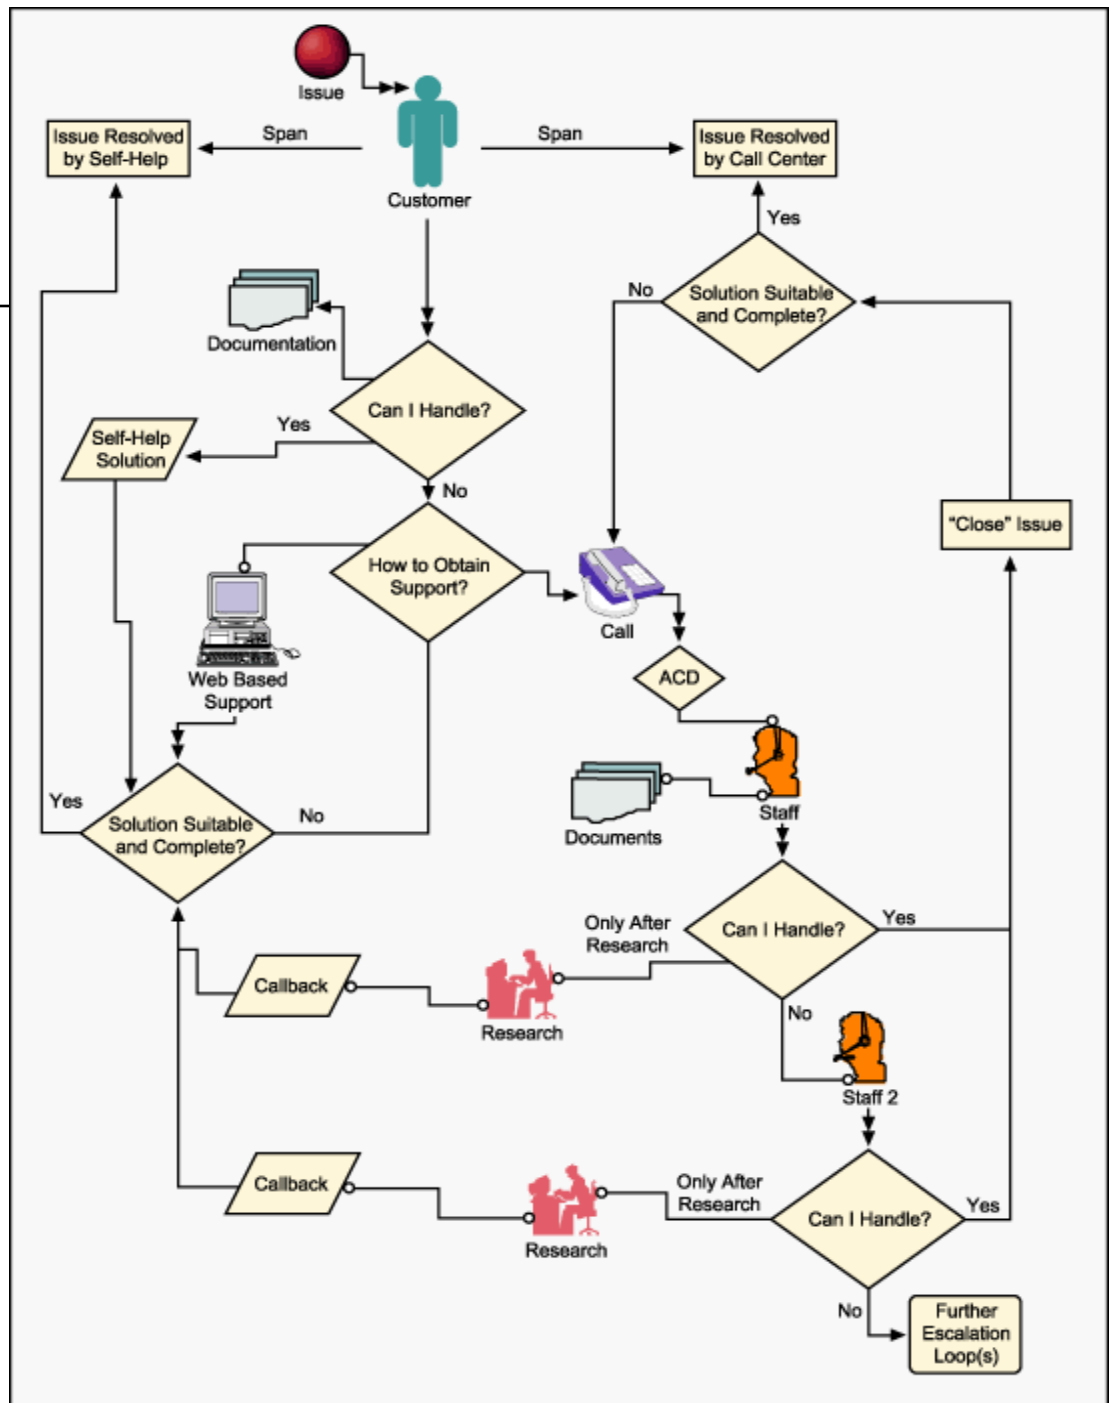 Issue
Issue Resolved
by Self-Help
Span
Span
Issue Resolved
by Call Center
Customer
Yes
Documentation
No
Solution Suitable
and Complete?
Can I Handle?
Yes
Self-Help
Solution
No
"Close" Issue
How to Obtain
Support?
Call
Web Based
Support
ACD
Yes
Solution Suitable
and Complete?
No
Staff
Documents
Only After
Research
Can I Handle?
Yes
Callback
Research
No
Staff 2
Callback
Research
Only After
Research
Can I Handle?
Yes
No
Further
Escalation
Loop(s)